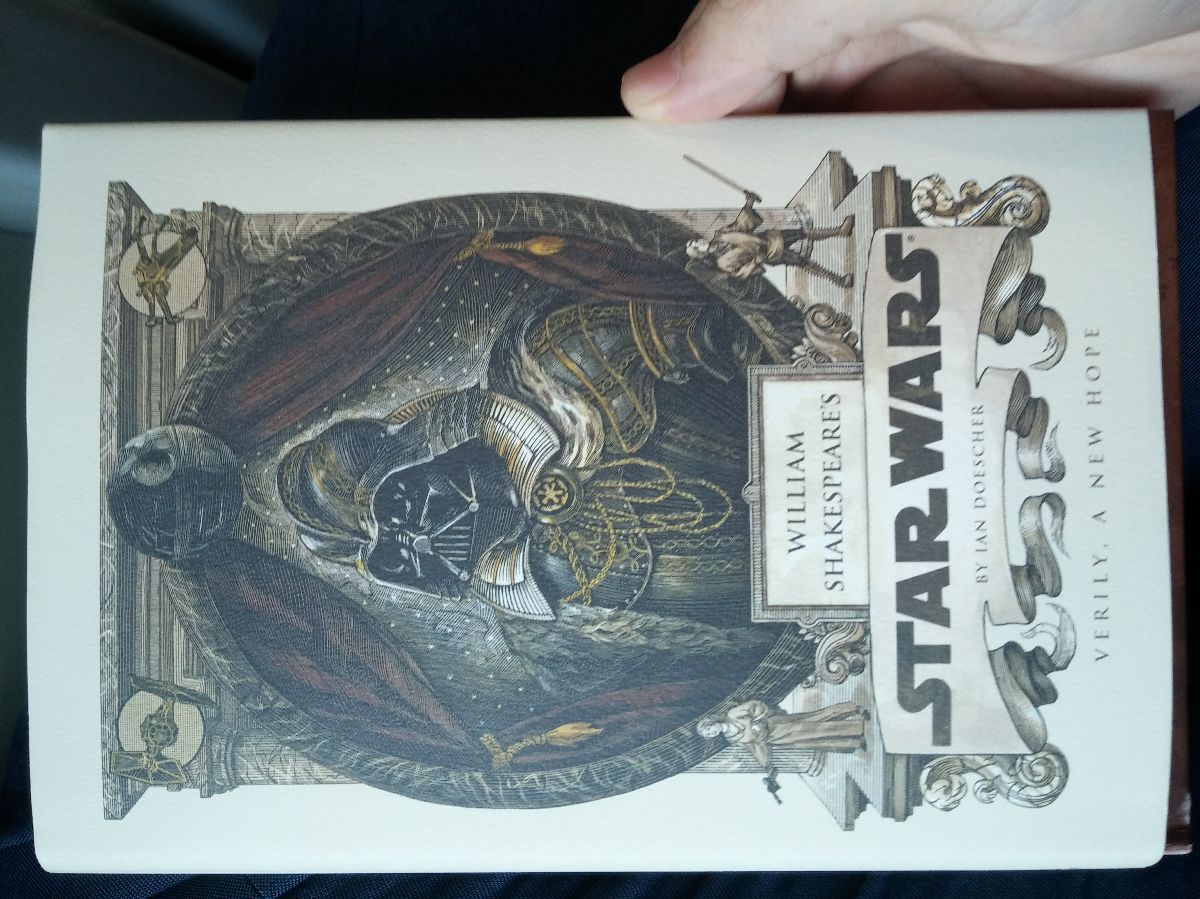 WILLIAM
SHAKESPEARE'S
STAR WARS®
BY IAN DOESCHER
VERILY, A NEW HOPE